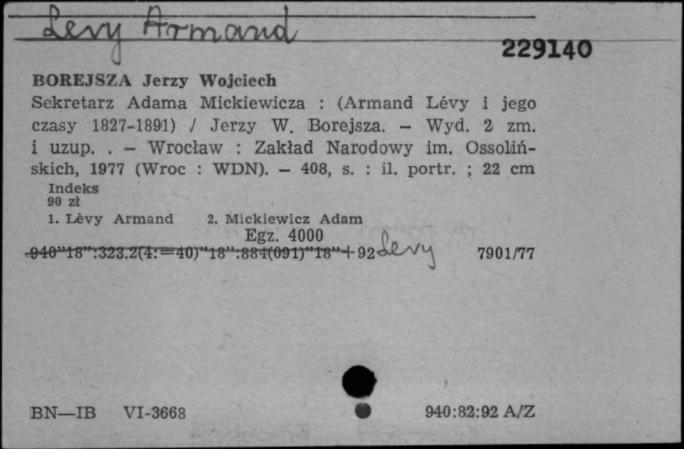 Levy Armand
229140
BOREJSZA Jerzy Wojciech
Sekretarz Adama Mickiewicza : (Armand Lévy i jego
czasy 1827-1891) / Jerzy W. Borejsza. — Wyd. 2 zm.
i uzup. . — Wrocław : Zakład Narodowy im. Ossoliń-
skich, 1977 (Wroc : WDN). — 408, s. : il. portr. ; 22 cm
Indeks
90 zł
1. Lèvy Armand 2. Mickiewicz Adam
Egz. 4000
940"18":323.2(4:=40)"18":884(091)"18"+92 Levy 7901/77
BN—IB VI-3668 940:82:92 A/Z